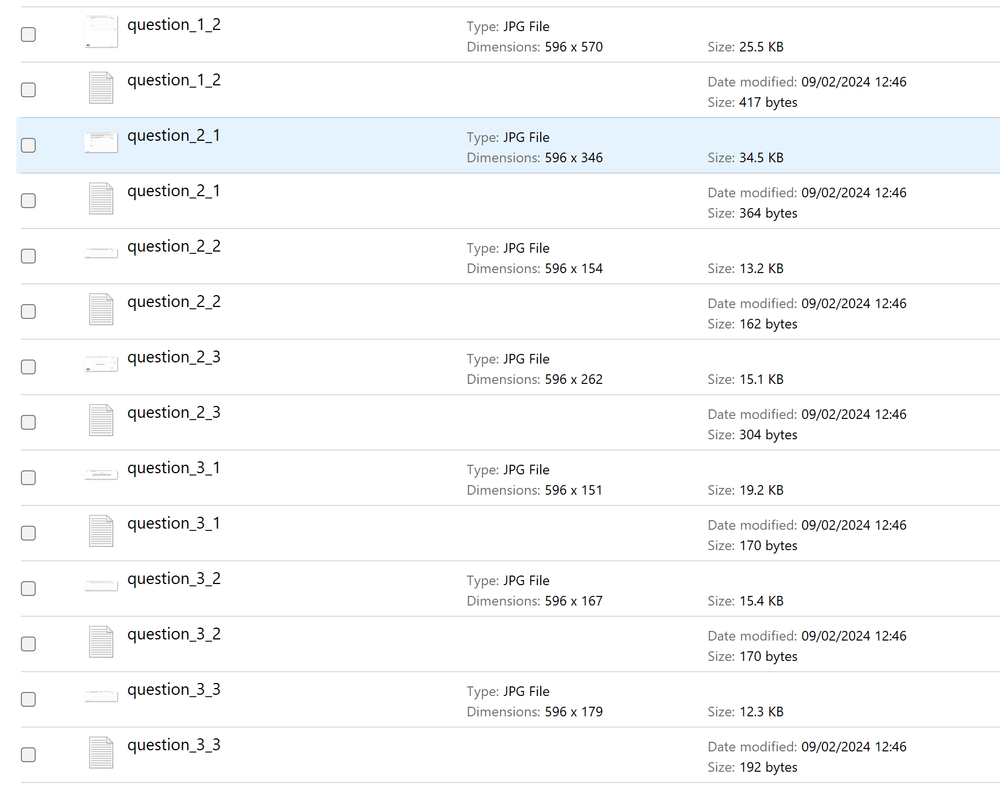 question_1_2
Type: JPG File
Dimensions: 596 x 570
Size: 25.5 KB
question_1_2
Date modified: 09/02/2024 12:46
Size: 417 bytes
question_2_1
Type: JPG File
Dimensions: 596 x 346
Size: 34.5 KB
question_2_1
Date modified: 09/02/2024 12:46
Size: 364 bytes
question_2_2
Type: JPG File
Dimensions: 596 x 154
Size: 13.2 KB
question_2_2
Date modified: 09/02/2024 12:46
Size: 162 bytes
question_2_3
Type: JPG File
Dimensions: 596 x 262
Size: 15.1 KB
question_2_3
Date modified: 09/02/2024 12:46
Size: 304 bytes
question_3_1
Type: JPG File
Dimensions: 596 x 151
Size: 19.2 KB
question_3_1
Date modified: 09/02/2024 12:46
Size: 170 bytes
question_3_2
Type: JPG File
Dimensions: 596 x 167
Size: 15.4 KB
question_3_2
Date modified: 09/02/2024 12:46
Size: 170 bytes
question_3_3
Type: JPG File
Dimensions: 596 x 179
Size: 12.3 KB
question_3_3
Date modified: 09/02/2024 12:46
Size: 192 bytes